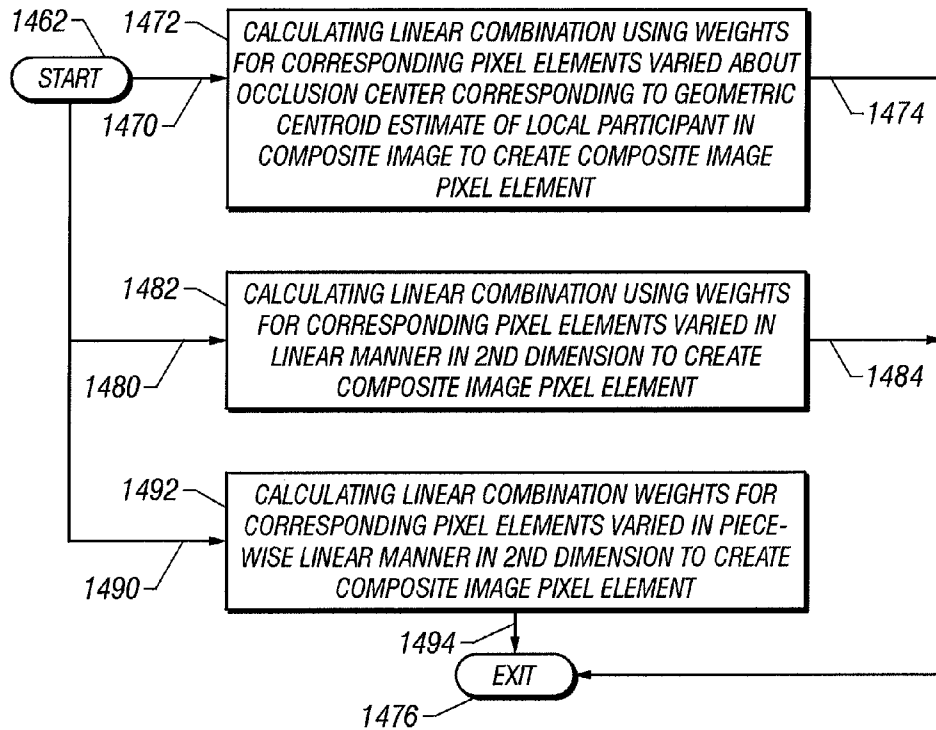 1462
START
1470
1472
CALCULATING LINEAR COMBINATION USING WEIGHTS
FOR CORRESPONDING PIXEL ELEMENTS VARIED ABOUT
OCCLUSION CENTER CORRESPONDING TO GEOMETRIC
CENTROID ESTIMATE OF LOCAL PARTICIPANT IN
COMPOSITE IMAGE TO CREATE COMPOSITE IMAGE
PIXEL ELEMENT
1474
1482
CALCULATING LINEAR COMBINATION USING WEIGHTS
FOR CORRESPONDING PIXEL ELEMENTS VARIED IN
LINEAR MANNER IN 2ND DIMENSION TO CREATE
COMPOSITE IMAGE PIXEL ELEMENT
1480
1484
1492
CALCULATING LINEAR COMBINATION WEIGHTS FOR
CORRESPONDING PIXEL ELEMENTS VARIED IN PIECE-
WISE LINEAR MANNER IN 2ND DIMENSION TO CREATE
COMPOSITE IMAGE PIXEL ELEMENT
1490
1494
EXIT
1476